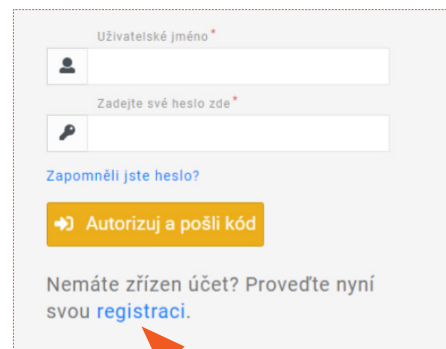 Uživatelské jméno*
Zadejte své heslo zde*
Zapomněli jste heslo?
Autorizuj a pošli kód
Nemáte zřízen účet? Proveďte nyní
svou registraci.